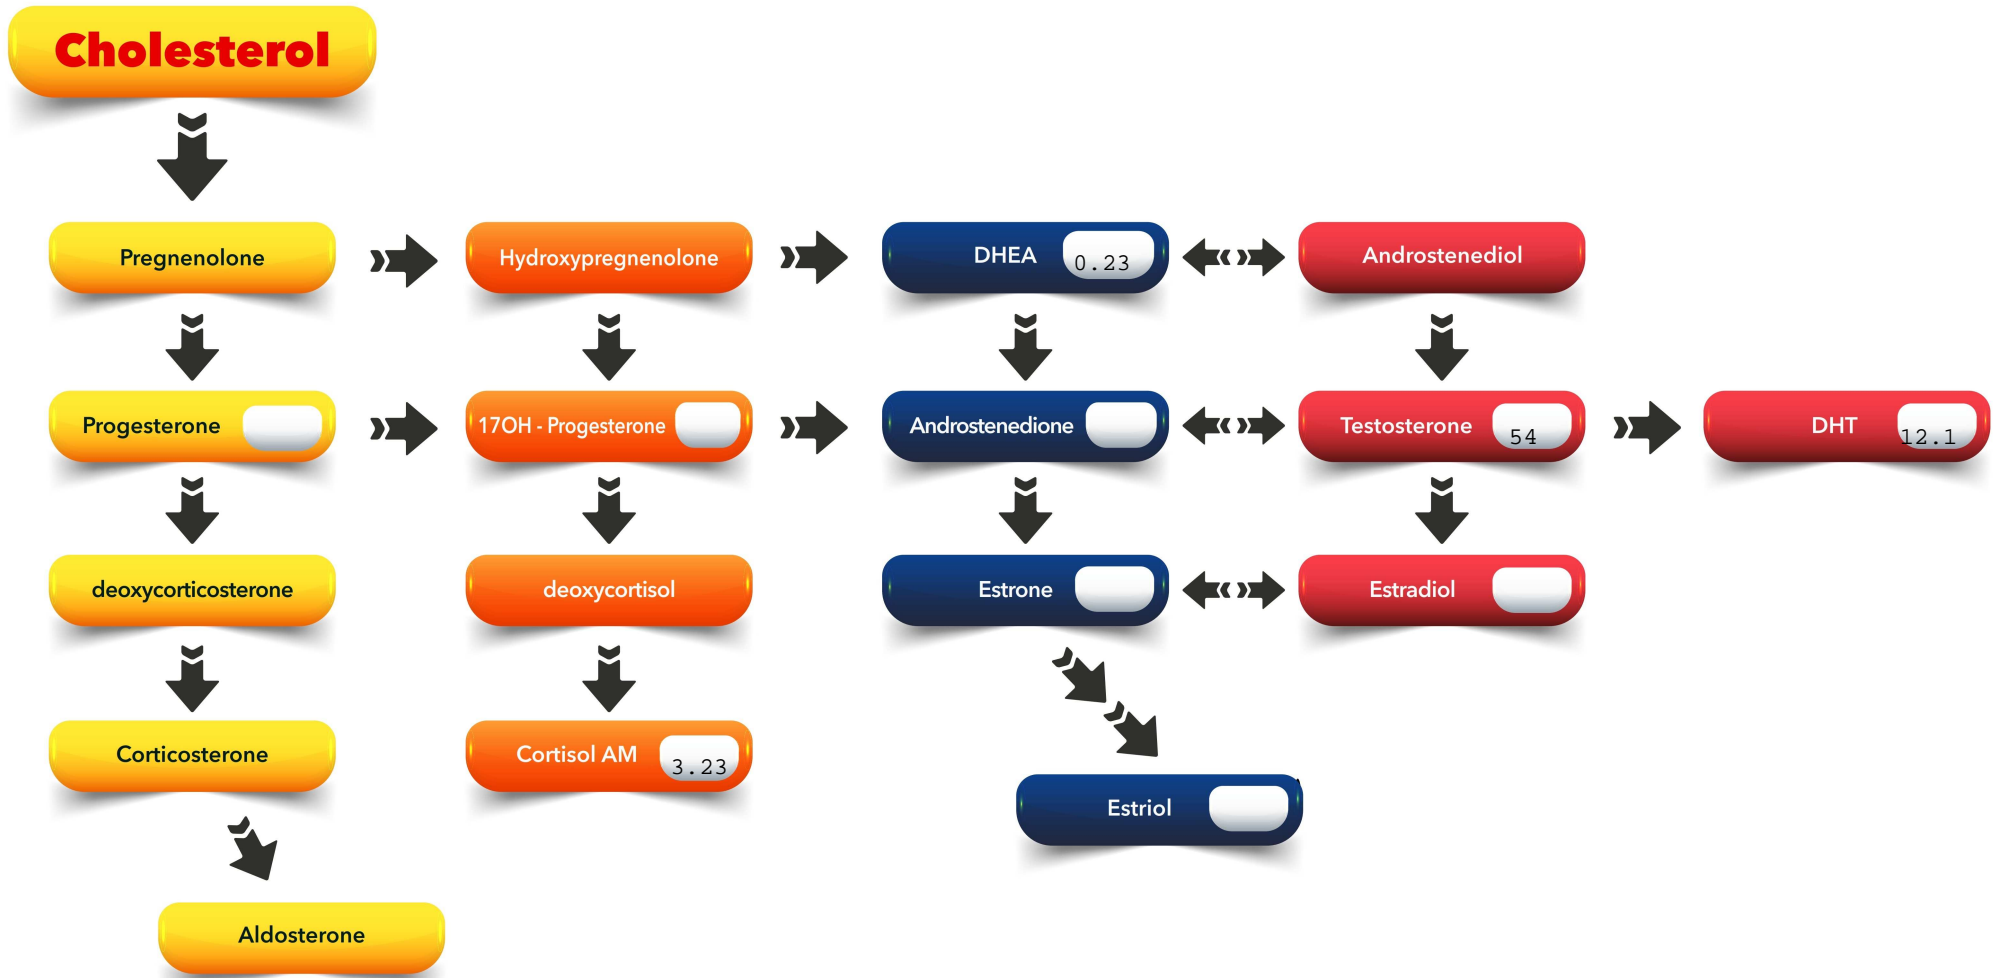 Cholesterol
Pregnenolone
Hydroxypregnenolone
DHEA 0.23
Androstenediol
Progesterone
17OH - Progesterone
Androstenedione
Testosterone 54
DHT 12.1
deoxycorticosterone
deoxycortisol
Estrone
Estradiol
Corticosterone
Cortisol AM 3.23
Estriol
Aldosterone